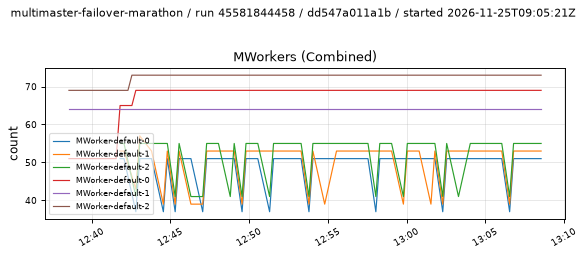 multimaster-failover-marathon / run 45581844458 / dd547a011a1b / started 2026-11-25T09:05:21Z
MWorkers (Combined)
count
70
60
50
40
MWorker-default-0
MWorker-default-1
MWorker-default-2
MWorker-default-0
MWorker-default-1
MWorker-default-2
12:40
12:45
12:50
12:55
13:00
13:05
13:10